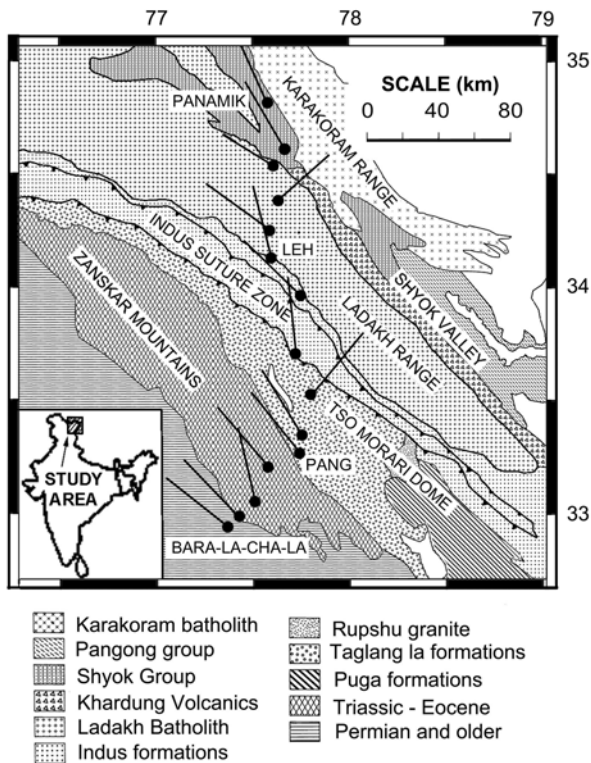 77 78 79
35
PANAMIK
KARAKORAM RANGE
SCALE (km)
0 40 80
LEH
INDUS SUTURE ZONE
ZANSKAR MOUNTAINS
34
SHYOK VALLEY
LADAKH RANGE
TSO MORARI DOME
STUDY
AREA
PANG
33
BARA-LA-CHA-LA
Karakoram batholith
Pangong group
Shyok Group
Khardung Volcanics
Ladakh Batholith
Indus formations
Rupshu granite
Taglang la formations
Puga formations
Triassic - Eocene
Permian and older